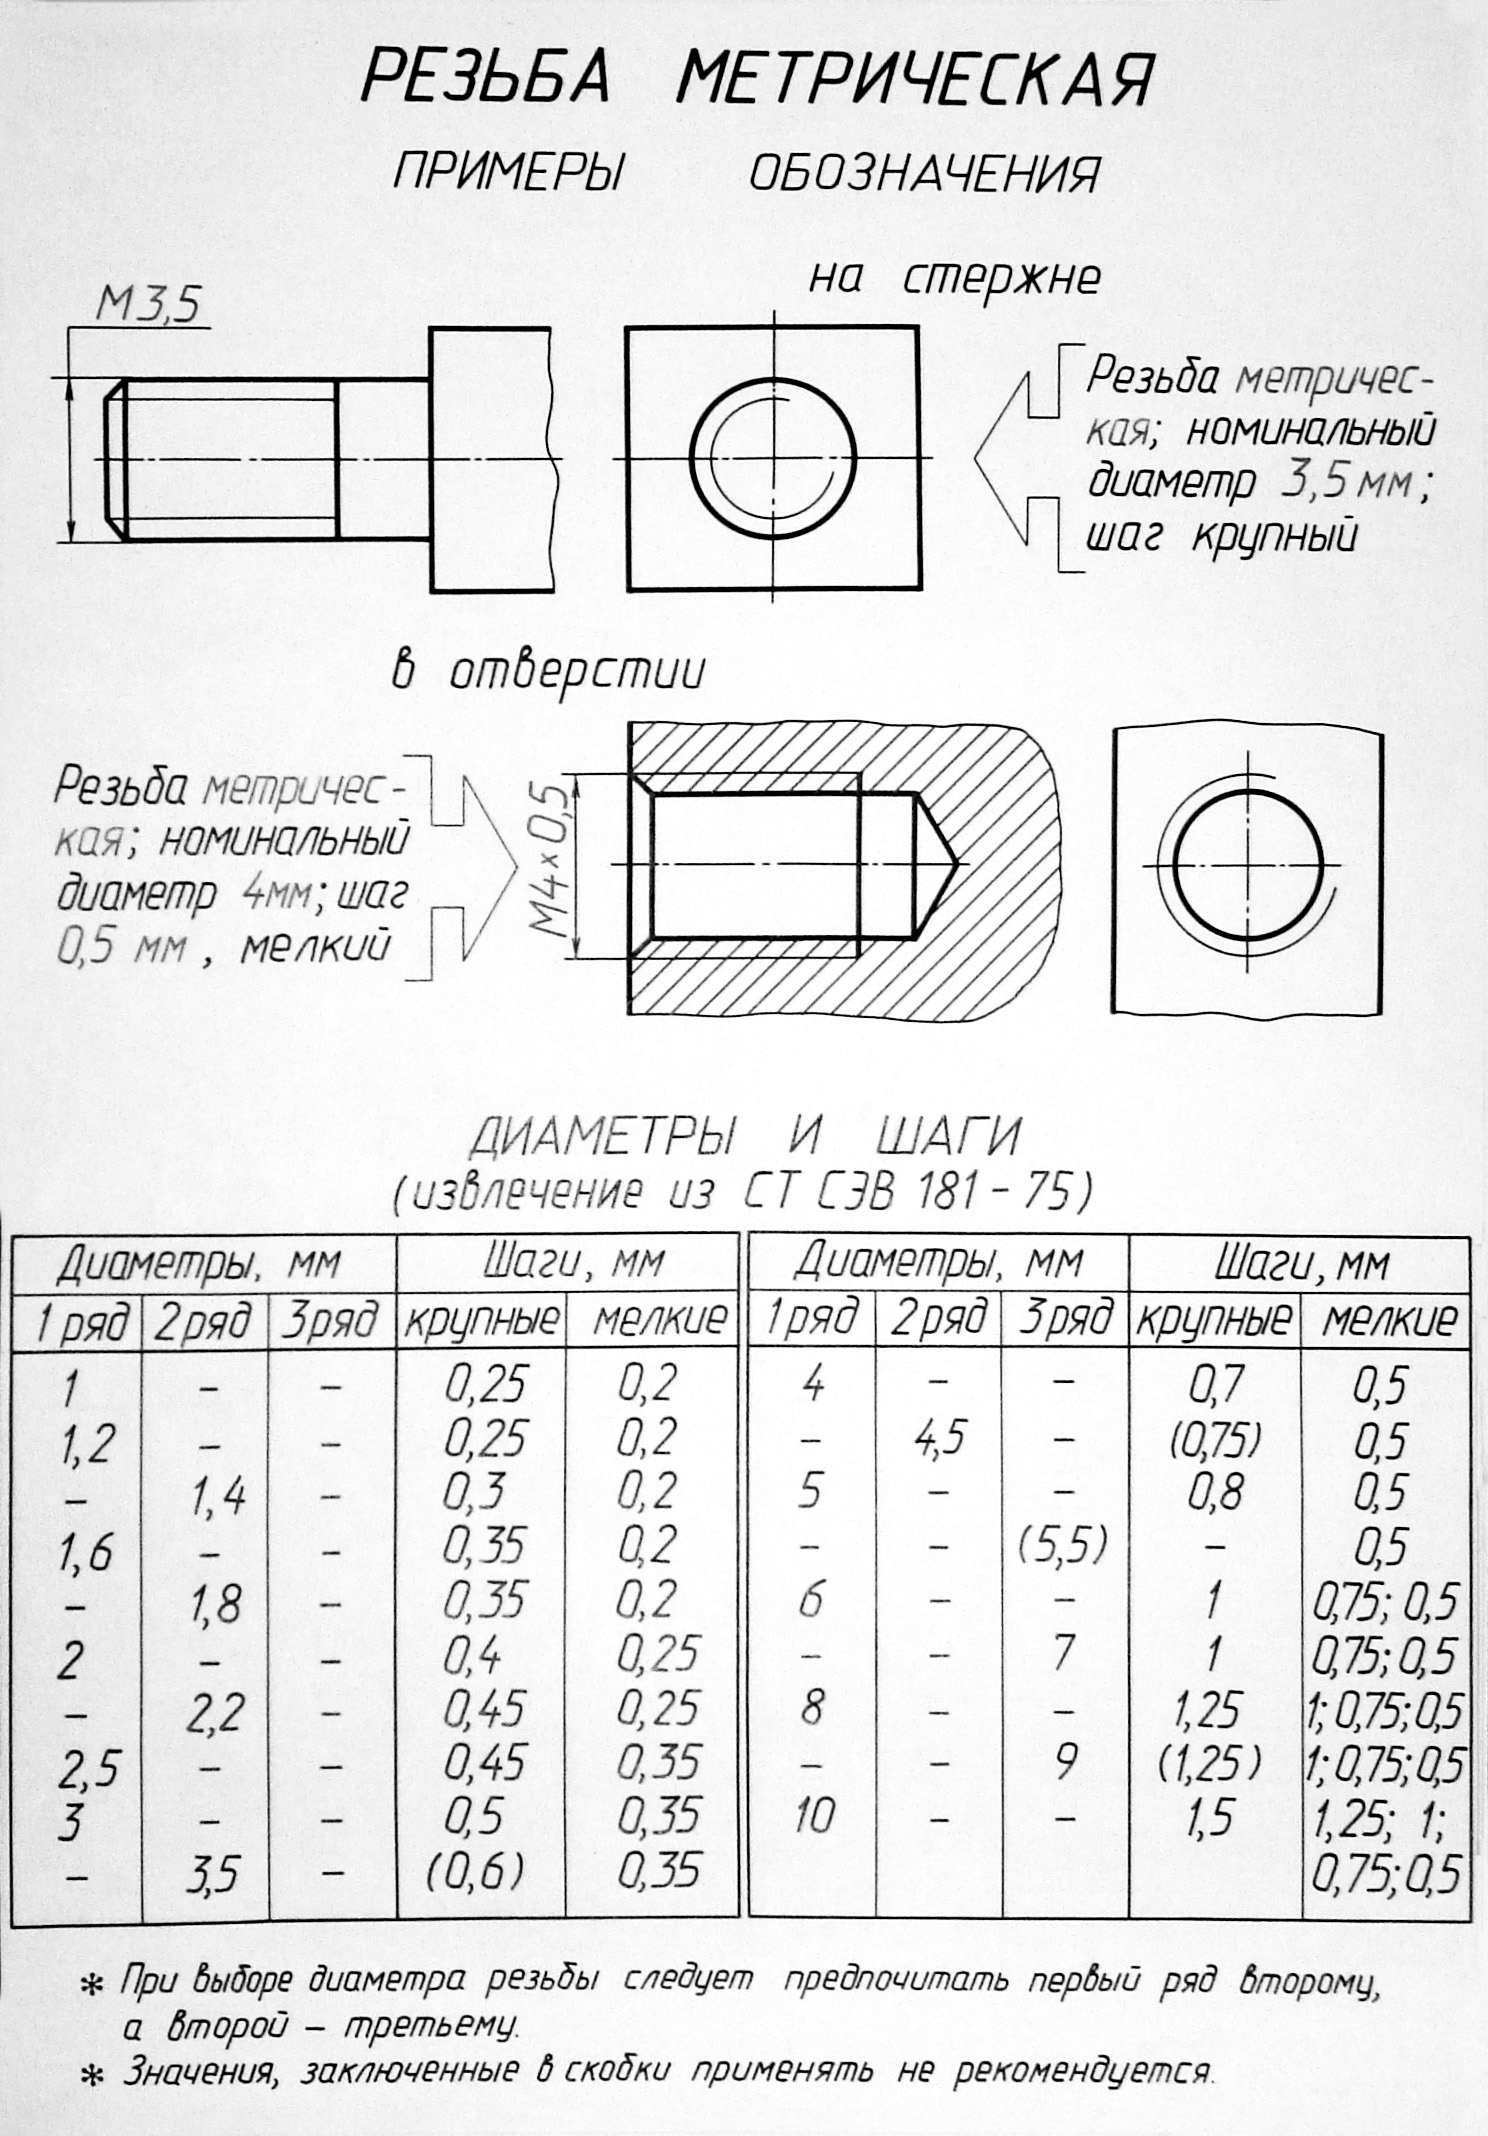 РЕЗЬБА МЕТРИЧЕСКАЯ
ПРИМЕРЫ ОБОЗНАЧЕНИЯ
на стержне
М3,5
Резьба метричес-
кая; номинальный
диаметр 3,5 мм;
шаг крупный
в отверстии
Резьба метричес-
кая; номинальный
диаметр 4мм; шаг
0,5 мм, мелкий
М4×0,5
ДИАМЕТРЫ И ШАГИ
(извлечение из СТ СЭВ 181-75)
Диаметры, мм Шаги, мм Диаметры, мм Шаги, мм
1 ряд 2 ряд 3 ряд крупные мелкие 1 ряд 2 ряд 3 ряд крупные мелкие
1 – – 0,25 0,2 4 – – 0,7 0,5
1,2 – – 0,25 0,2 – 4,5 – (0,75) 0,5
– 1,4 – 0,3 0,2 5 – – 0,8 0,5
1,6 – – 0,35 0,2 – – (5,5) – 0,5
– 1,8 – 0,35 0,2 6 – – 1 0,75; 0,5
2 – – 0,4 0,25 – – 7 1 0,75; 0,5
– 2,2 – 0,45 0,25 8 – – 1,25 1; 0,75; 0,5
2,5 – – 0,45 0,35 – – 9 (1,25) 1; 0,75; 0,5
3 – – 0,5 0,35 10 – – 1,5 1,25; 1;
– 3,5 – (0,6) 0,35 0,75; 0,5
* При выборе диаметра резьбы следует предпочитать первый ряд второму,
а второй – третьему.
* Значения, заключенные в скобки применять не рекомендуется.